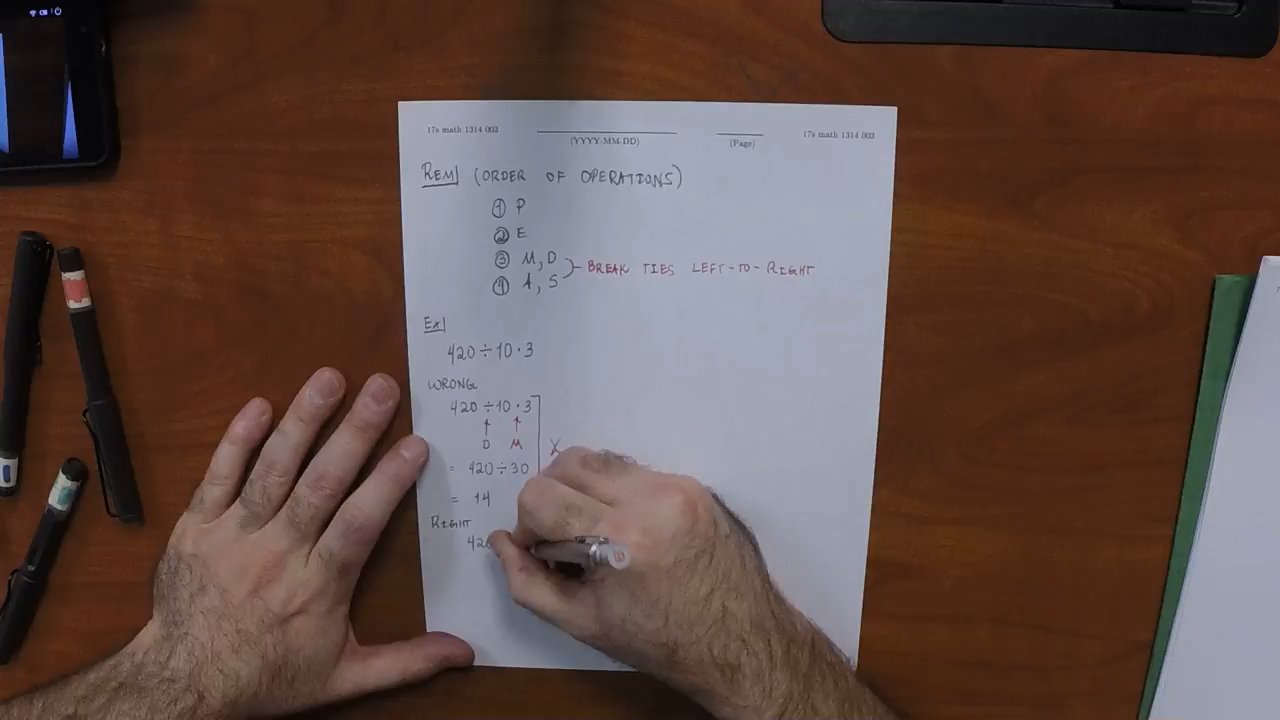 17s math 1314 003 (YYYY-MM-DD) (Page) 17s math 1314 003
REM (ORDER OF OPERATIONS)
① P
② E
③ M, D
④ A, S
BREAK TIES LEFT-TO-RIGHT
EX
420 ÷ 10 · 3
WRONG
420 ÷ 10 · 3
↑ ↑
D M
X
= 420 ÷ 30
= 14
RIGHT
420